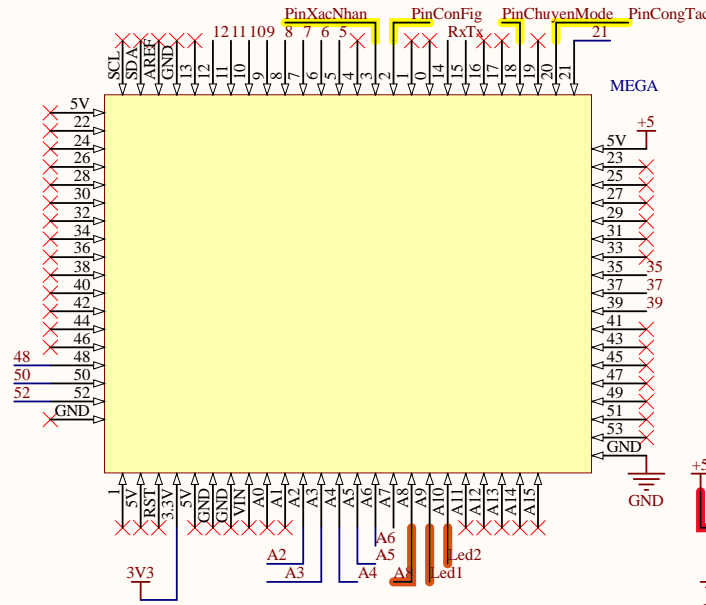 PinXacNhan PinConFig PinChuyenMode PinCongTac
12 11 10 9 8 7 6 5 RxTx 21
SCL SDA AREF GND 13 12 11 10 9 8 7 6 5 4 3 2 1 0 14 15 16 17 18 19 20 21
MEGA
5V
22
24
26
28
30
32
34
36
38
40
42
44
46
48 48
50 50
52 52
GND
+5
5V
23
25
27
29
31
33
35 35
37 37
39 39
41
43
45
47
49
51
53
GND
GND
+5
1 5V RST 3.3V 5V GND GND VIN A0 A1 A2 A3 A4 A5 A6 A7 A8 A9 A10 A11 A12 A13 A14 A15
A6
A2 A5 Led2
3V3 A3 A4 A8 Led1